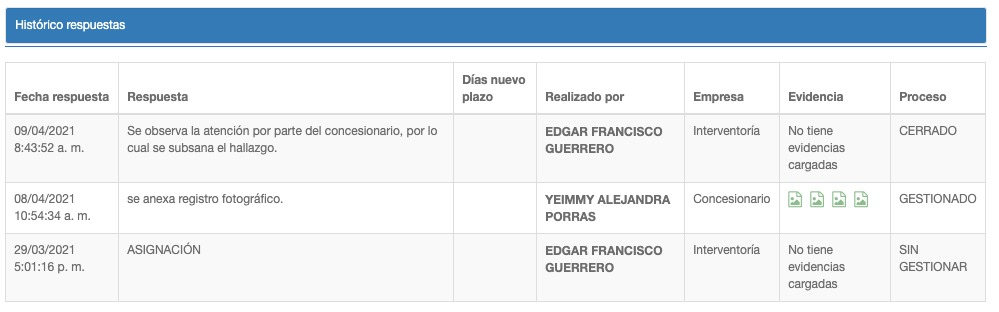 Histórico respuestas
Días nuevo
Fecha respuesta Respuesta plazo Realizado por Empresa Evidencia Proceso
09/04/2021 Se observa la atención por parte del concesionario, por lo EDGAR FRANCISCO Interventoría No tiene CERRADO
8:43:52 a. m. cual se subsana el hallazgo. GUERRERO evidencias
cargadas
08/04/2021 se anexa registro fotográfico. YEIMMY ALEJANDRA Concesionario GESTIONADO
10:54:34 a. m. PORRAS
29/03/2021 ASIGNACIÓN EDGAR FRANCISCO Interventoría No tiene SIN
5:01:16 p. m. GUERRERO evidencias GESTIONAR
cargadas